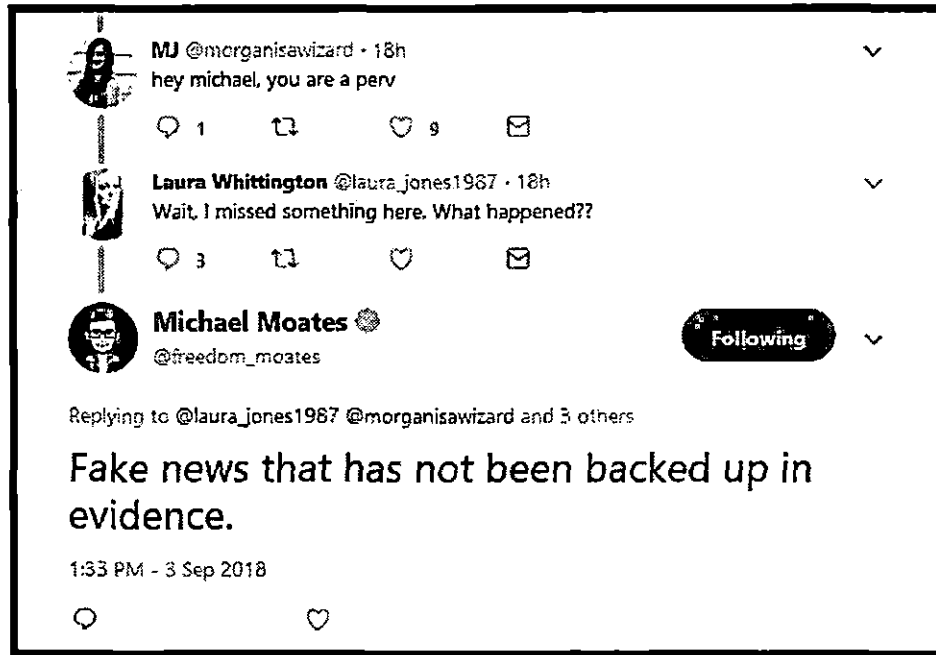 MJ @morganisawizard · 18h
hey michael, you are a perv
1 9
Laura Whittington @laura_jones1987 · 18h
Wait, I missed something here. What happened??
3
Michael Moates
Following
@freedom_moates
Replying to @laura_jones1987 @morganisawizard and 3 others
Fake news that has not been backed up in
evidence.
1:33 PM - 3 Sep 2018